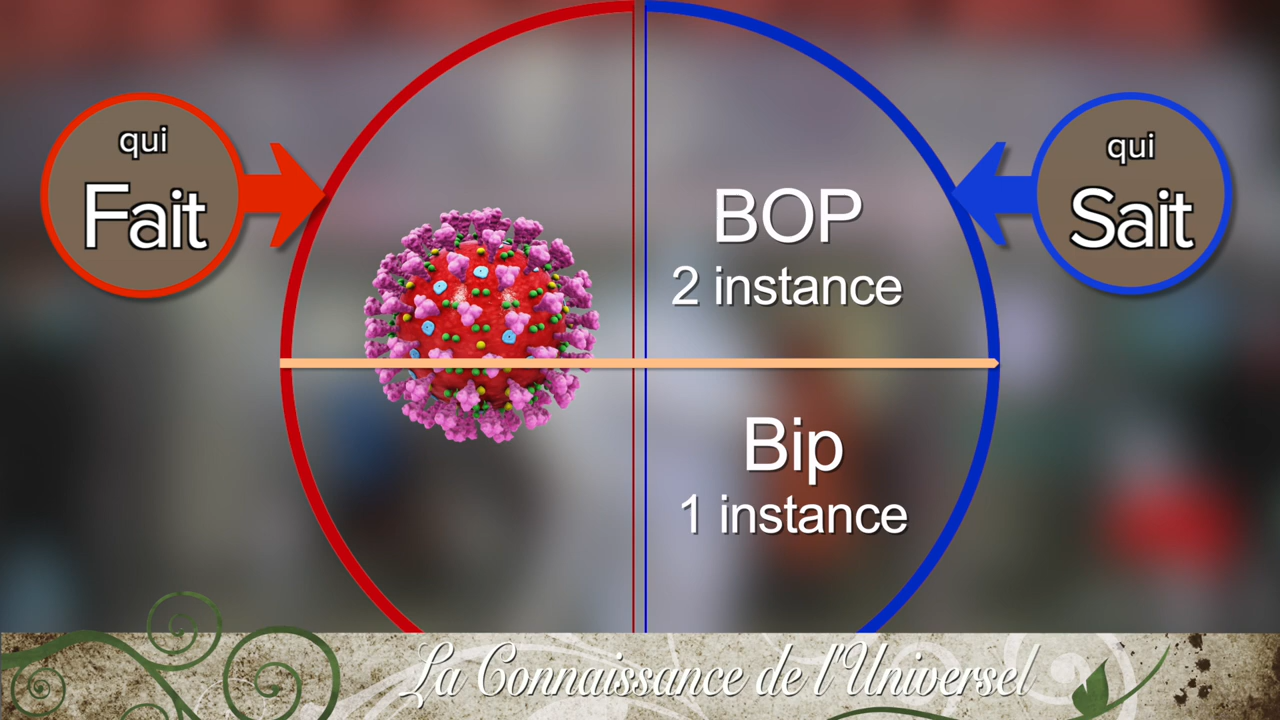 qui
Fait
BOP
2 instance
qui
Sait
Bip
1 instance
La Connaissance de l'Universel